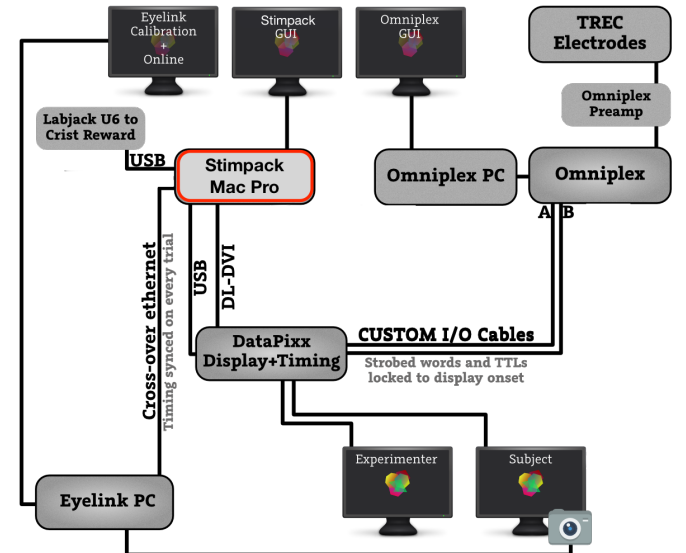 Eyelink
Calibration
+
Online
Stimpack
GUI
Omniplex
GUI
TREC
Electrodes
Omniplex
Preamp
Labjack U6 to
Crist Reward
USB
Stimpack
Mac Pro
Omniplex PC
Omniplex
A B
Cross-over ethernet
Timing synced on every trial
USB
DL-DVI
DataPixx
Display+Timing
CUSTOM I/O Cables
Strobed words and TTLs
locked to display onset
Experimenter
Subject
Eyelink PC